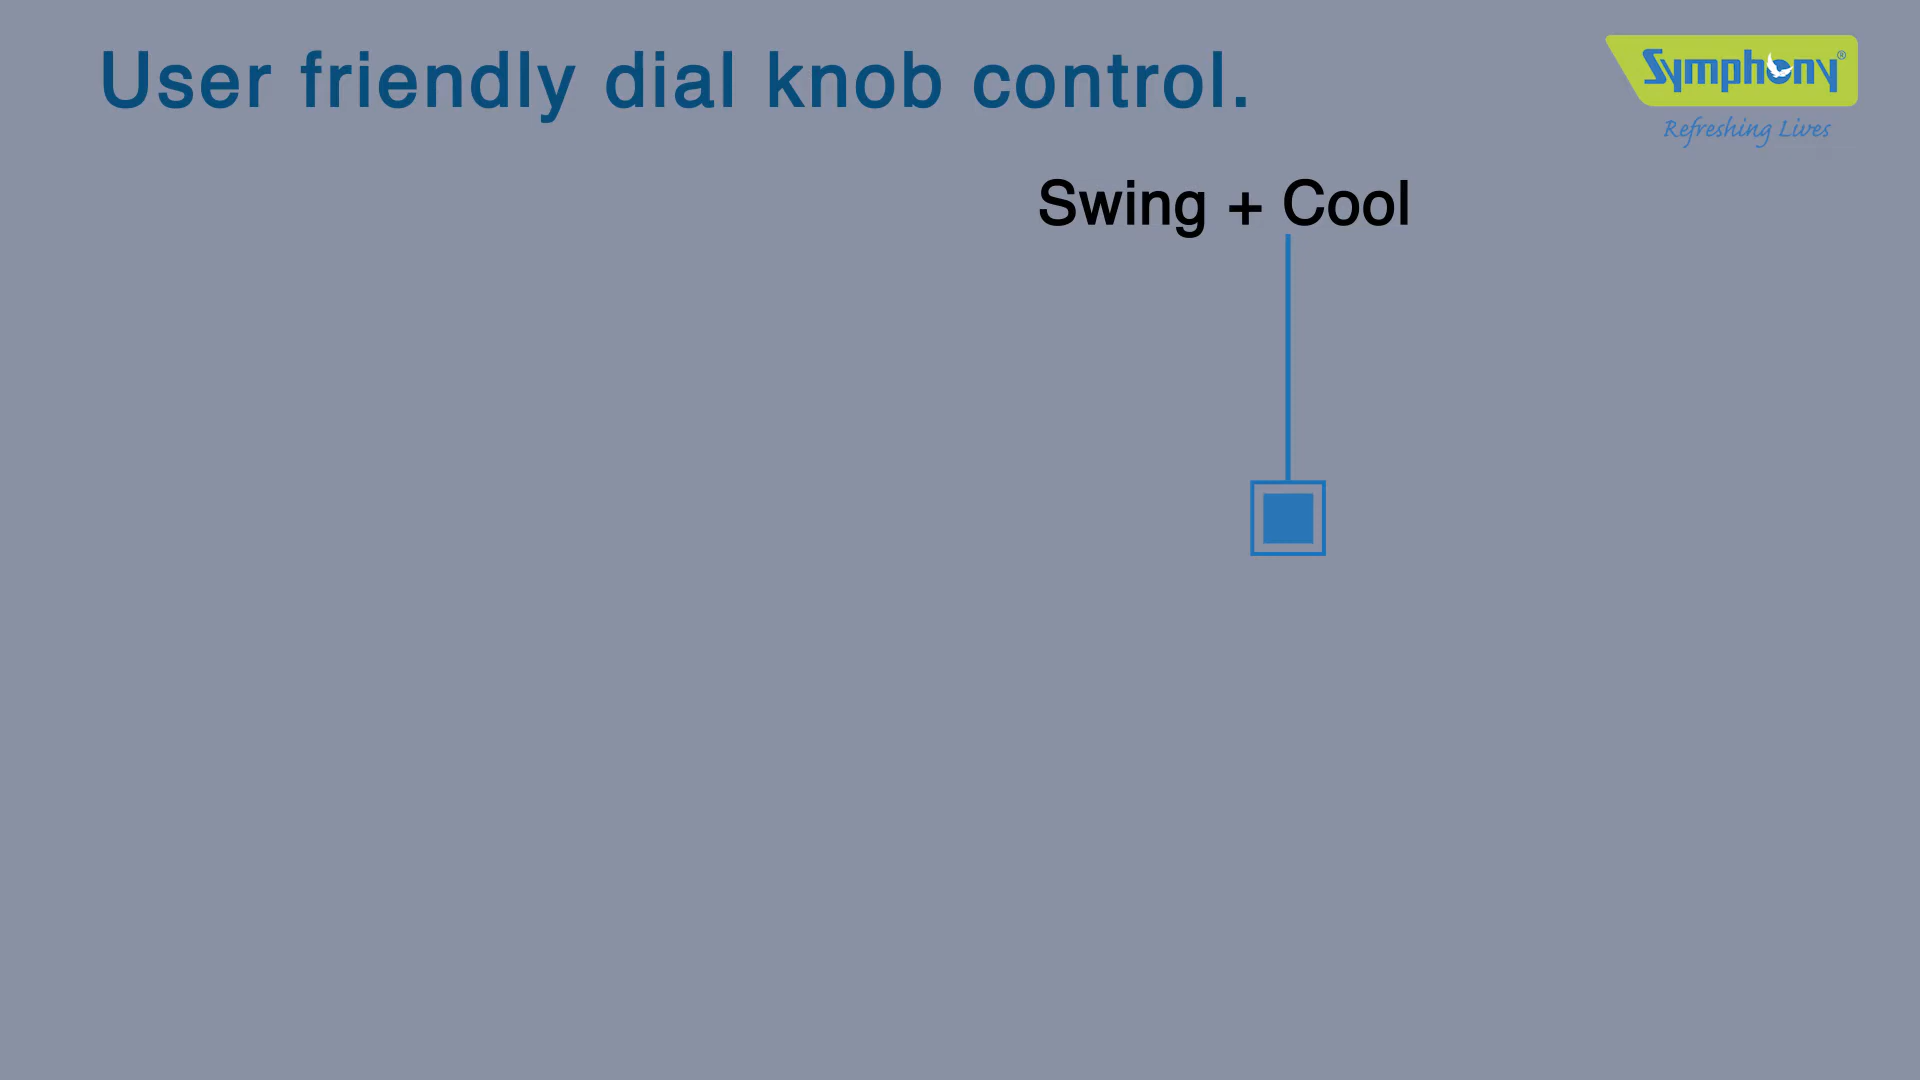 User friendly dial knob control.
Symphony®
Refreshing Lives
Swing + Cool